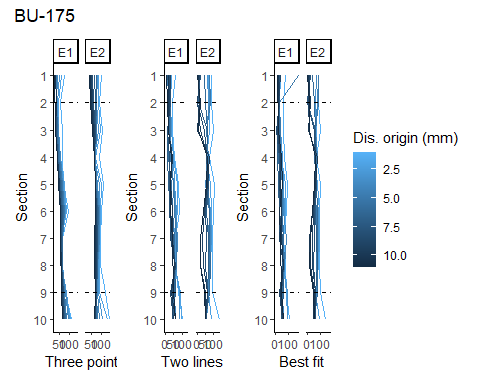 BU-175
E1 E2 E1 E2 E1 E2
1 1 1
2 2 2
3 3 3
4 4 4
5 5 5
6 6 6
7 7 7
8 8 8
9 9 9
10 10 10
Section Section Section
Three point Two lines Best fit
Dis. origin (mm)
2.5
5.0
7.5
10.0